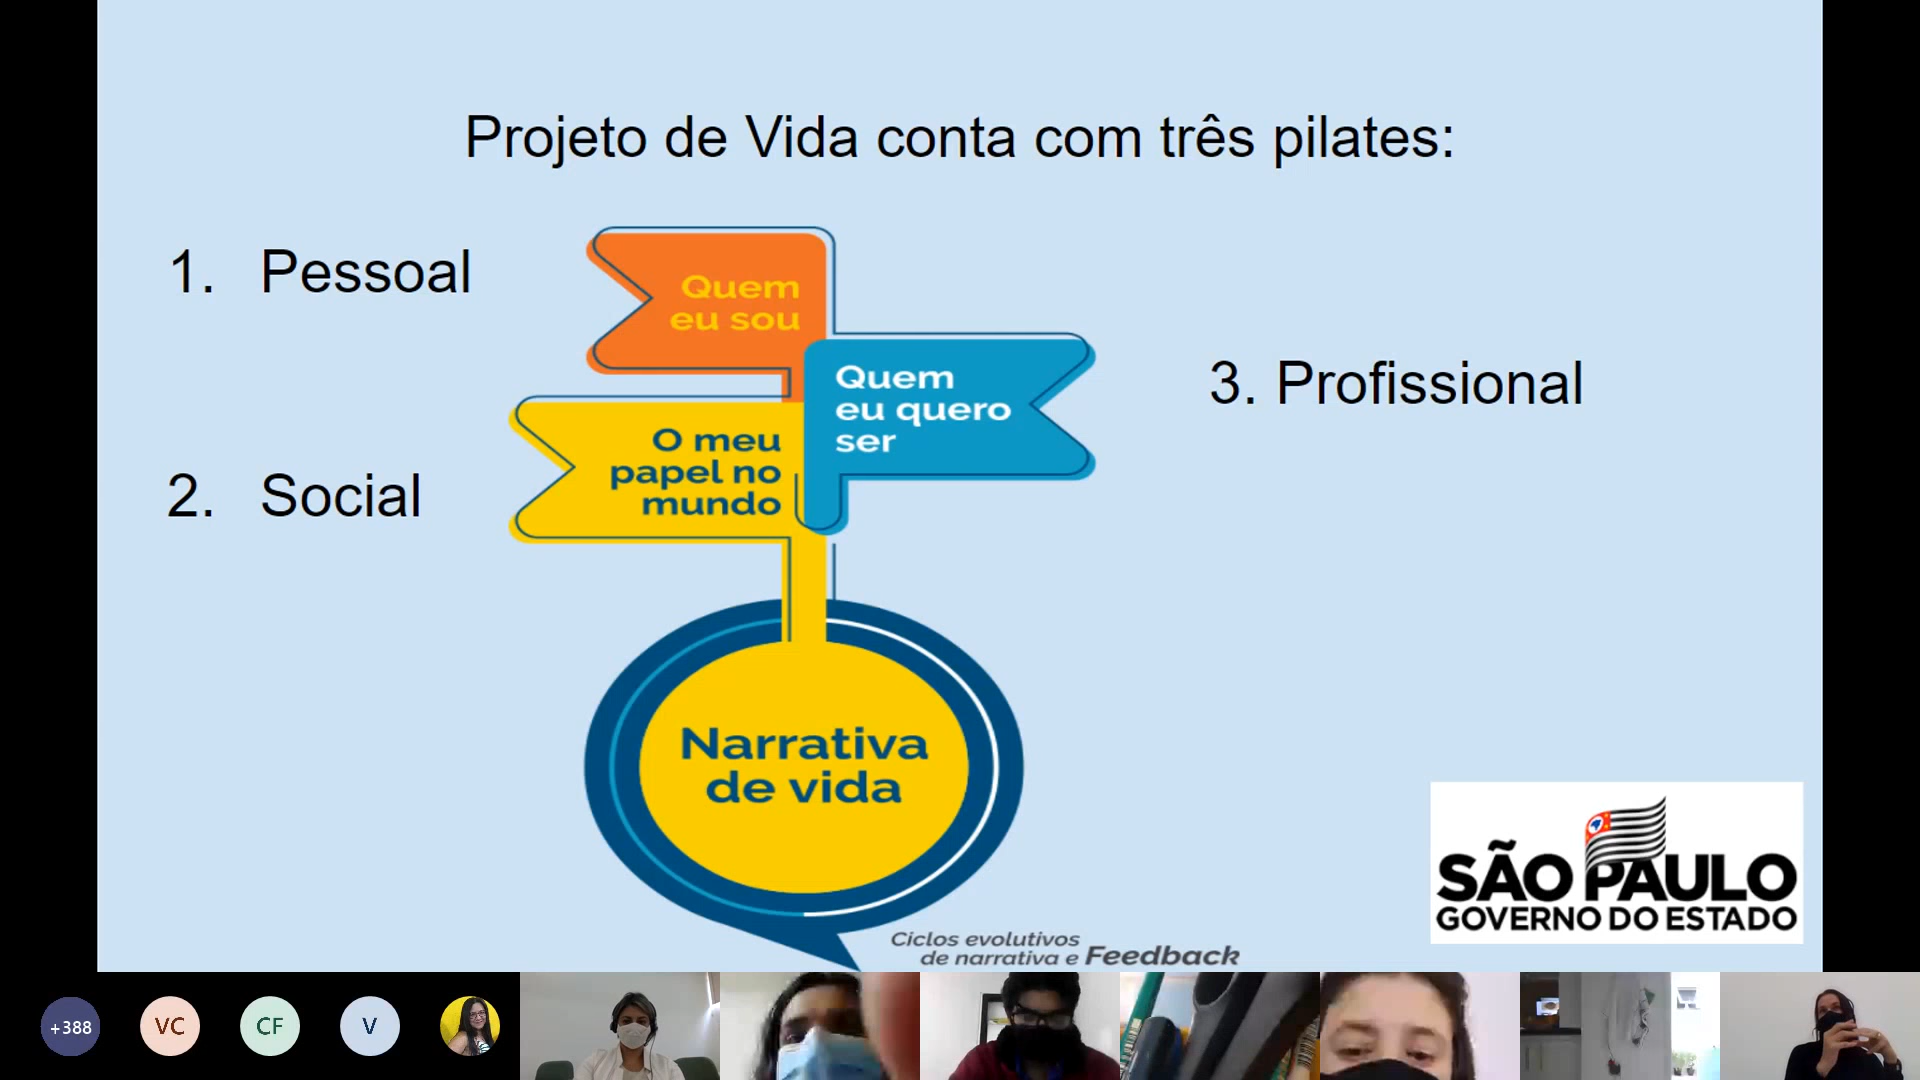 Projeto de Vida conta com três pilates:
1. Pessoal
Quem
eu sou
Quem
eu quero
ser
3. Profissional
O meu
papel no
mundo
2. Social
Narrativa
de vida
Ciclos evolutivos
de narrativa e Feedback
SÃO PAULO
GOVERNO DO ESTADO
+388
VC
CF
V